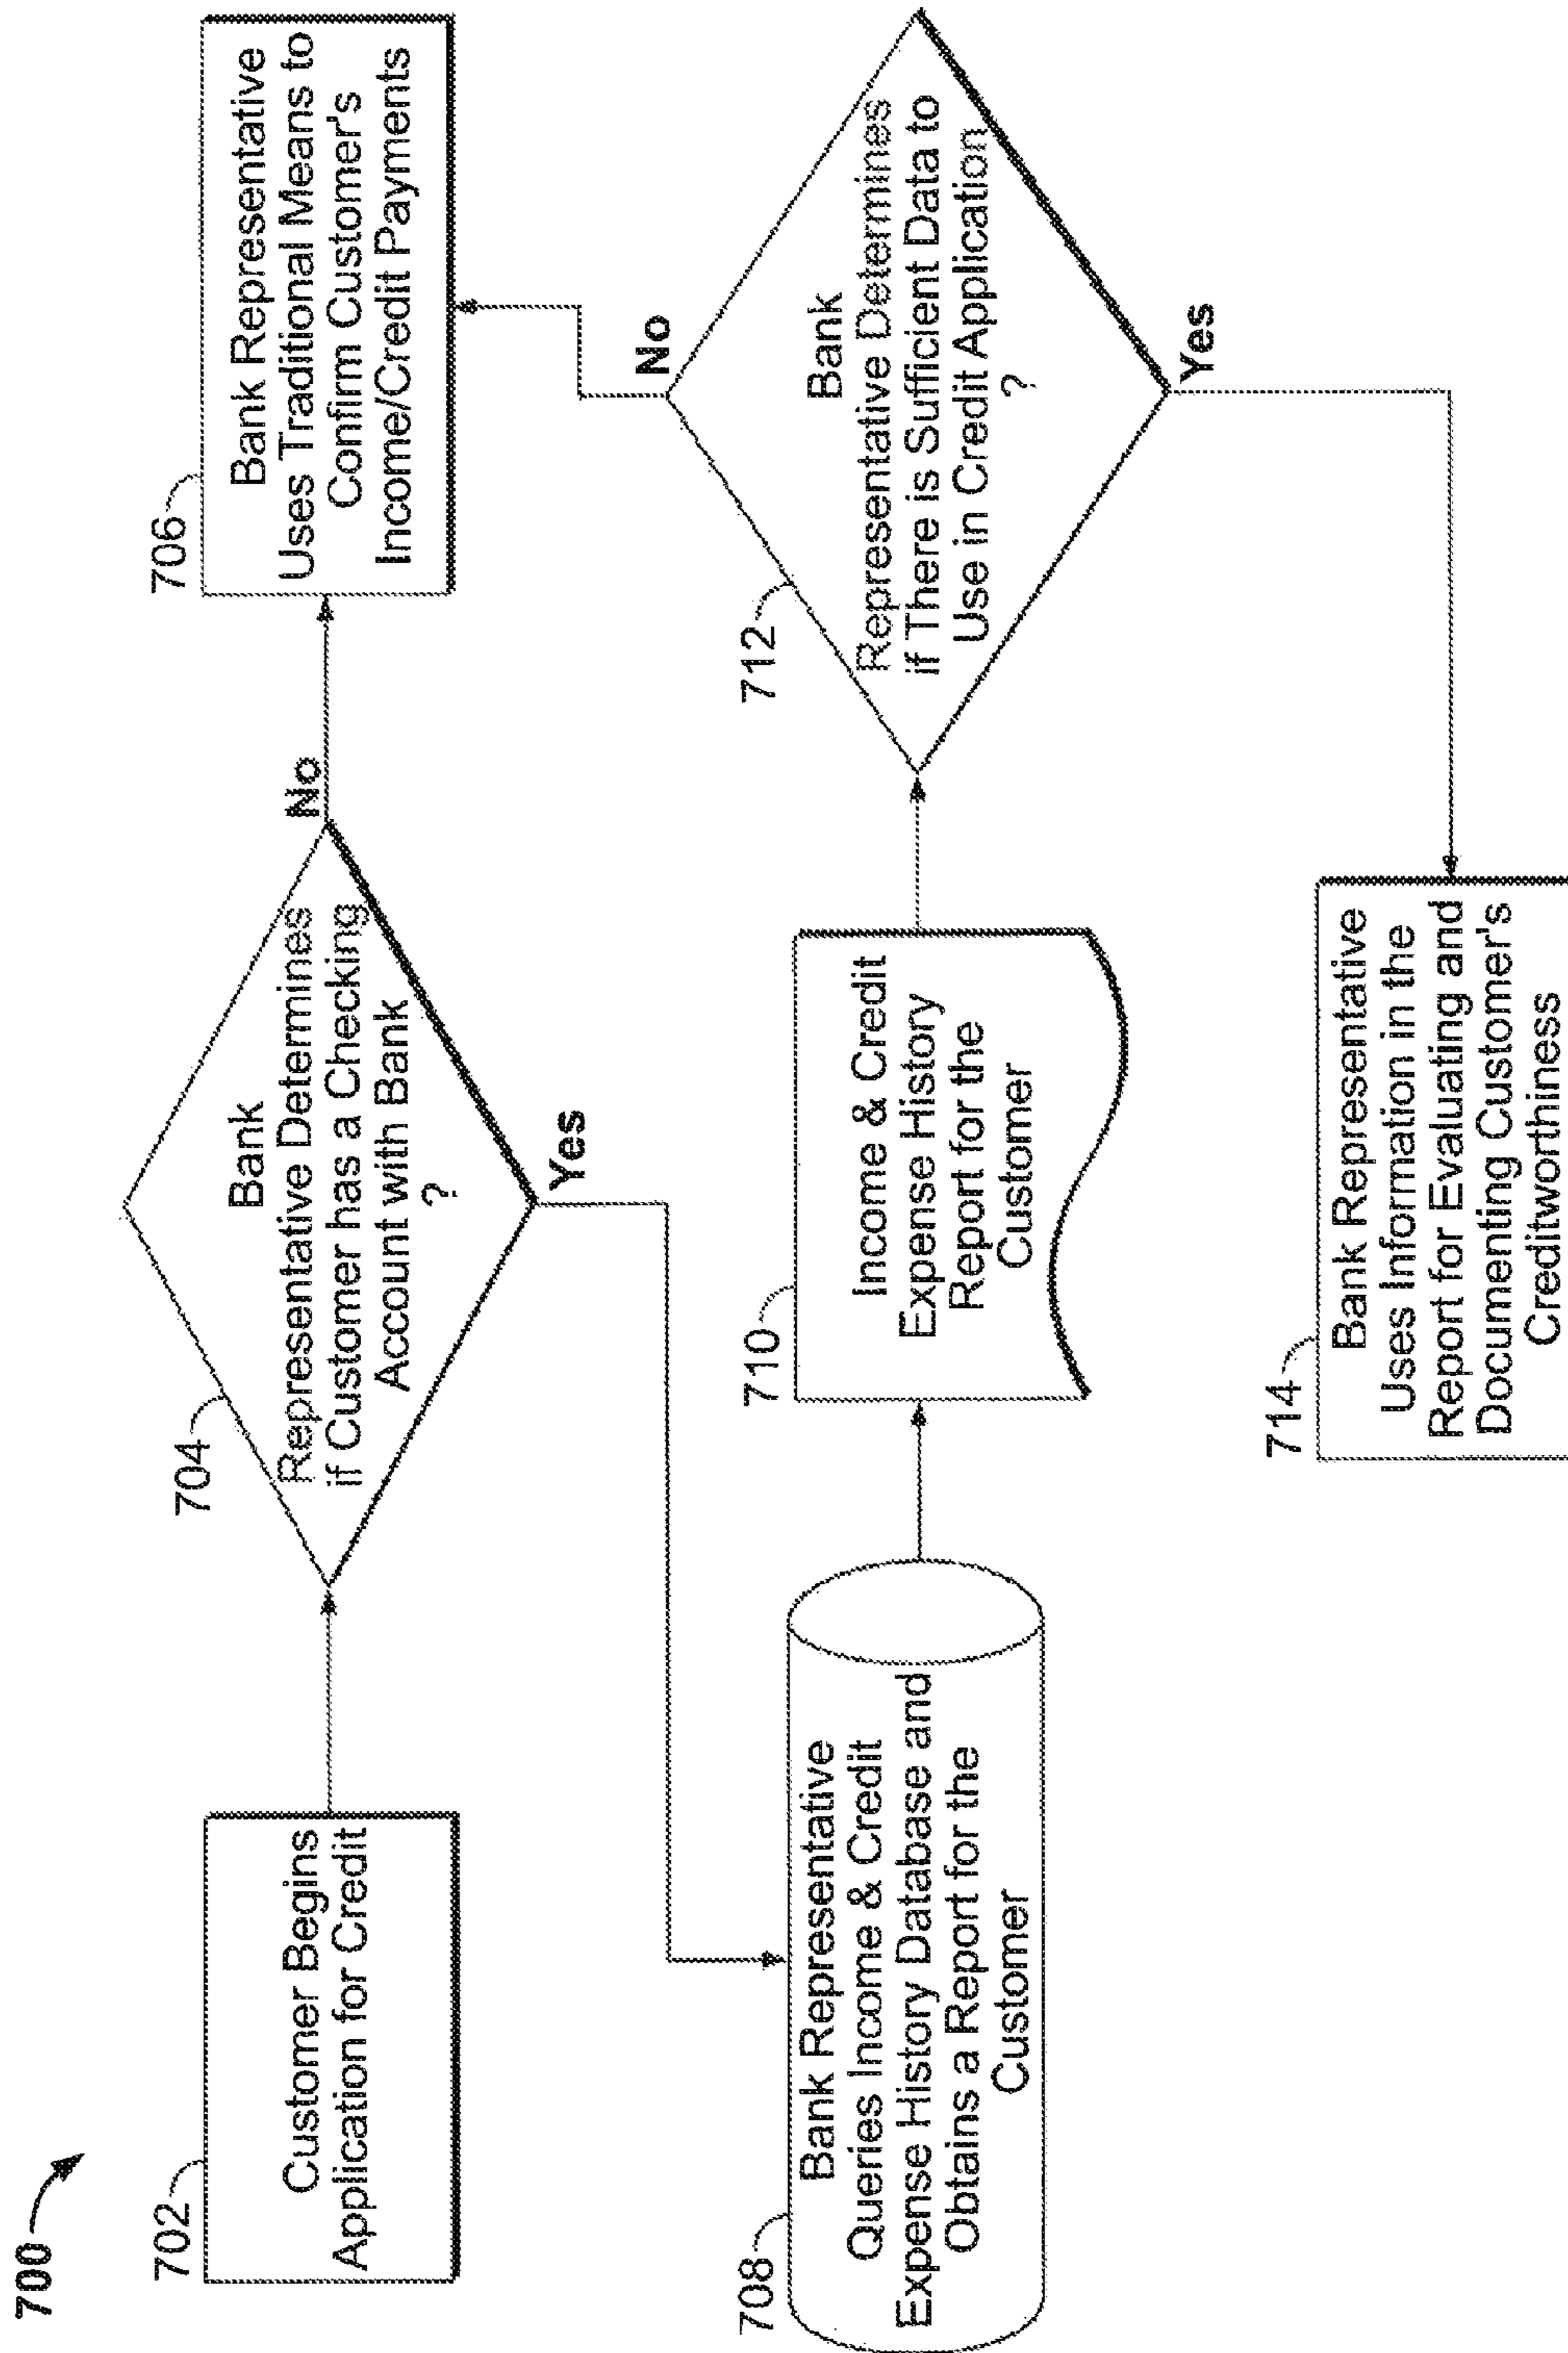 700
702
Customer Begins
Application for Credit
704
Bank
Representative Determines
if Customer has a Checking
Account with Bank
?
No
Yes
706
Bank Representative
Uses Traditional Means to
Confirm Customer's
Income/Credit Payments
708
Bank Representative
Queries Income & Credit
Expense History Database and
Obtains a Report for the
Customer
710
Income & Credit
Expense History
Report for the
Customer
712
Bank
Representative Determines
if There is Sufficient Data to
Use in Credit Application
?
No
Yes
714
Bank Representative
Uses Information in the
Report for Evaluating and
Documenting Customer's
Creditworthiness